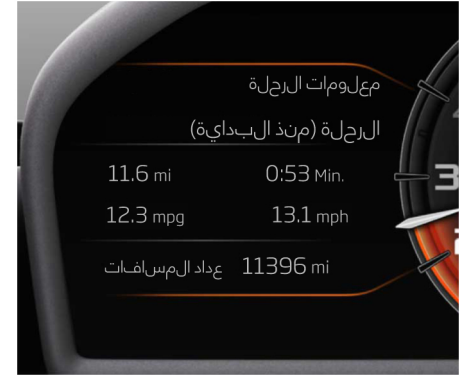 معلومات الرحلة
الرحلة (منذ البداية)
11.6 mi 0:53 Min.
12.3 mpg 13.1 mph
عداد المسافات 11396 mi
3